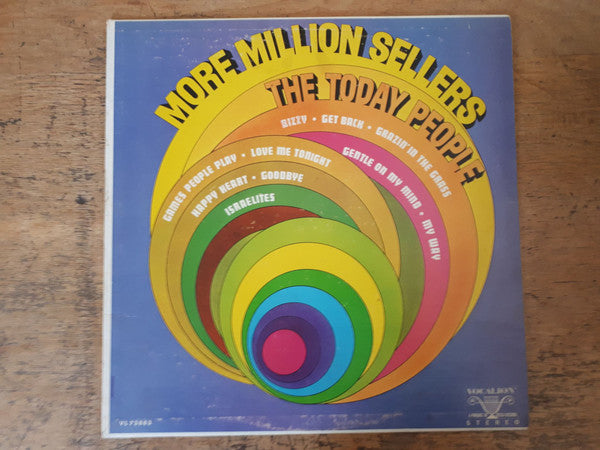 MORE MILLION SELLERS
THE TODAY PEOPLE
BIZZY • GET BACK • GRAZIN' IN THE GRASS
GAMES PEOPLE PLAY • LOVE ME TONIGHT
GENTLE ON MY MIND • MY WAY
HAPPY HEART • GOODBYE
ISRAELITES
VOCALION
STEREO